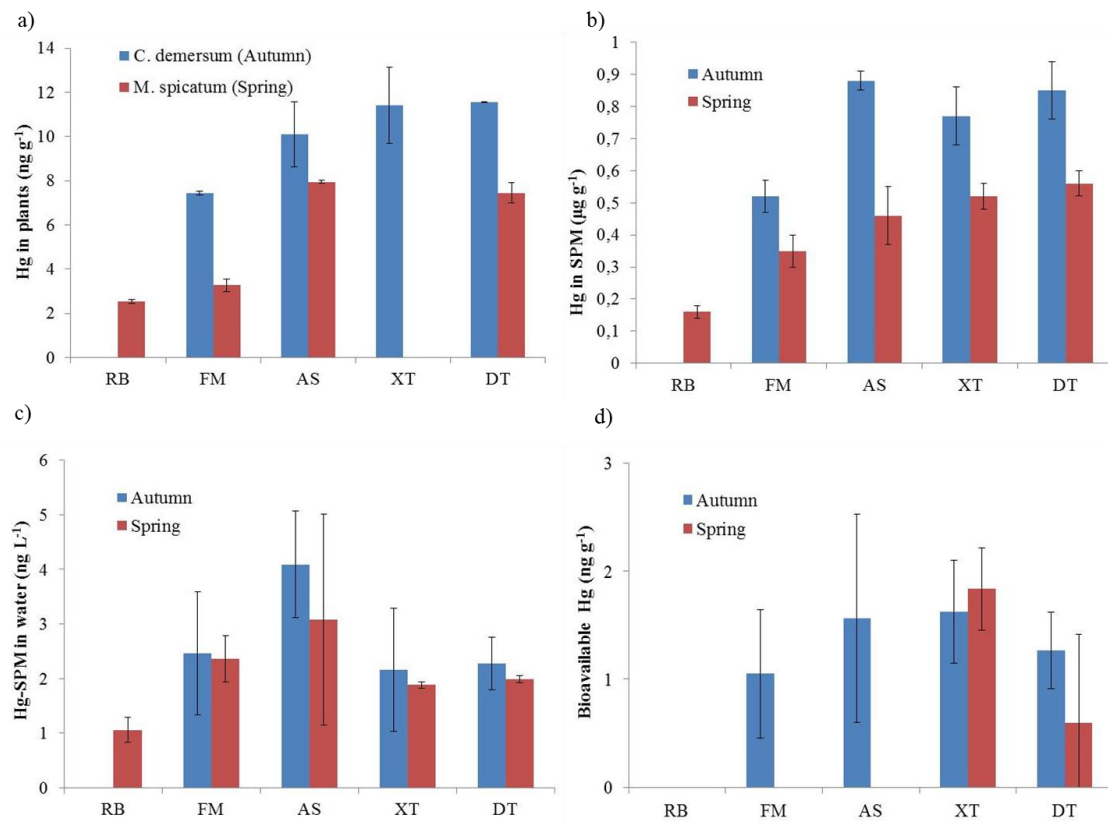 a)
Hg in plants (ng g-1)
14
12
10
8
6
4
2
0
C. demersum (Autumn)
M. spicatum (Spring)
RB FM AS XT DT
b)
Hg in SPM (µg g-1)
1
0,9
0,8
0,7
0,6
0,5
0,4
0,3
0,2
0,1
0
Autumn
Spring
RB FM AS XT DT
c)
Hg-SPM in water (ng L-1)
6
5
4
3
2
1
0
Autumn
Spring
RB FM AS XT DT
d)
Bioavailable Hg (ng g-1)
3
2
1
0
Autumn
Spring
RB FM AS XT DT